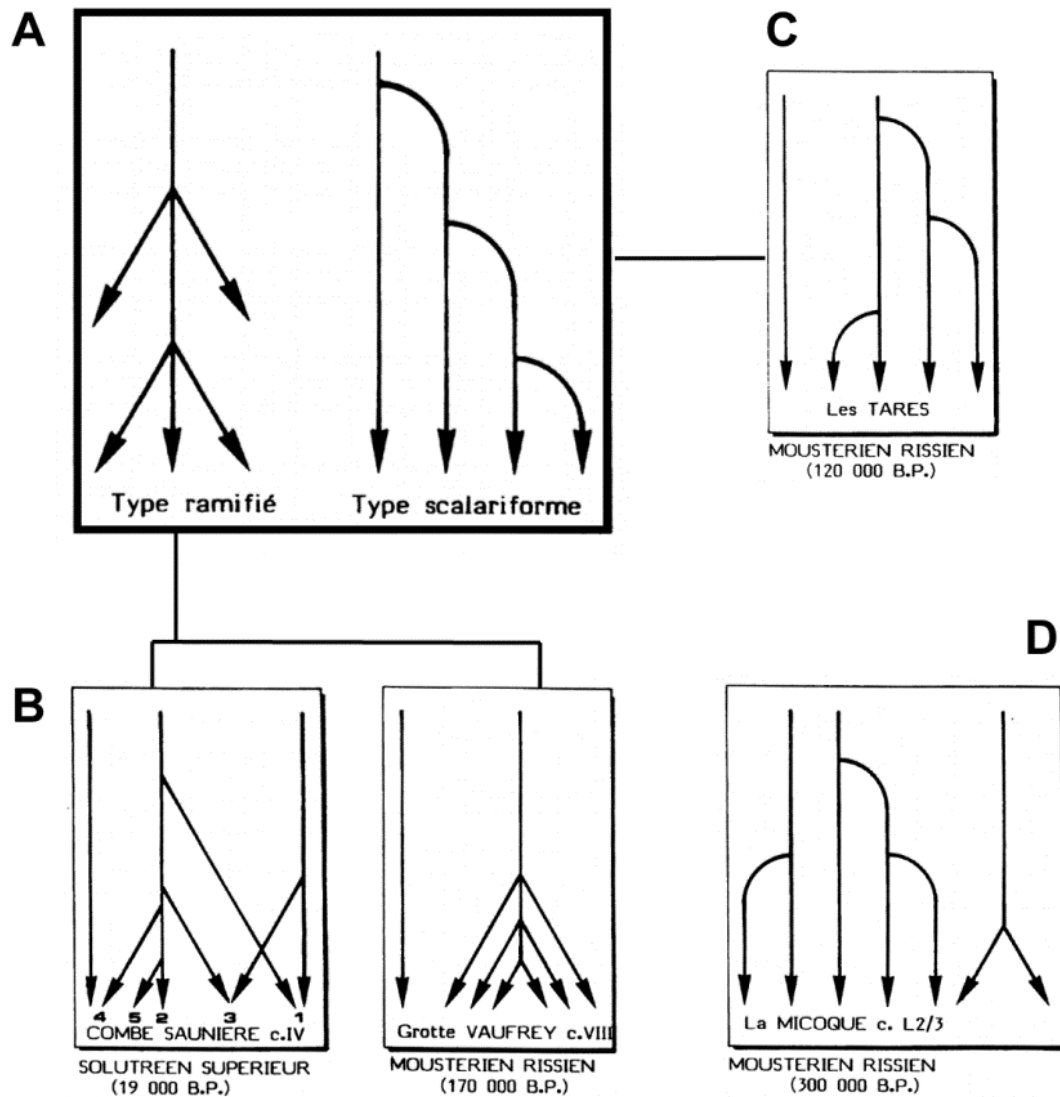 A
C
Type ramifié
Type scalariforme
Les TARES
MOUSTERIEN RISSIEN
(120 000 B.P.)
B
D
4 5 2 3 1
COMBE SAUNIERE c.IV
SOLUTREEN SUPERIEUR
(19 000 B.P.)
Grotte VAUFREY c.VIII
MOUSTERIEN RISSIEN
(170 000 B.P.)
La MICOQUE c. L2/3
MOUSTERIEN RISSIEN
(300 000 B.P.)